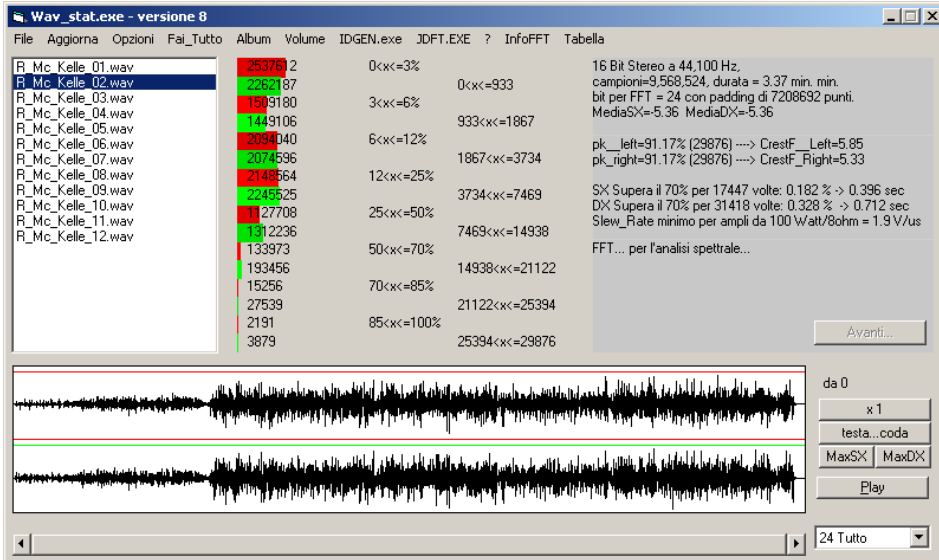 Wav_stat.exe - versione 8
File Aggiorna Opzioni Fai_Tutto Album Volume IDGEN.exe JDFT.EXE ? InfoFFT Tabella
R_Mc_Kelle_01.wav
R_Mc_Kelle_02.wav
R_Mc_Kelle_03.wav
R_Mc_Kelle_04.wav
R_Mc_Kelle_05.wav
R_Mc_Kelle_06.wav
R_Mc_Kelle_07.wav
R_Mc_Kelle_08.wav
R_Mc_Kelle_09.wav
R_Mc_Kelle_10.wav
R_Mc_Kelle_11.wav
R_Mc_Kelle_12.wav
2537612 0<x<=3%
2262187 0<x<=933
1509180 3<x<=6%
1449106 933<x<=1867
2094040 6<x<=12%
2074596 1867<x<=3734
2148564 12<x<=25%
2245525 3734<x<=7469
1127708 25<x<=50%
1312236 7469<x<=14938
133973 50<x<=70%
193456 14938<x<=21122
15256 70<x<=85%
27539 21122<x<=25394
2191 85<x<=100%
3879 25394<x<=29876
16 Bit Stereo a 44,100 Hz,
campioni=9,568,524, durata = 3.37 min. min.
bit per FFT = 24 con padding di 7208692 punti.
MediaSX=-5.36 MediaDX=-5.36
pk__left=91.17% (29876) ----> CrestF__Left=5.85
pk_right=91.17% (29876) ----> CrestF_Right=5.33
SX Supera il 70% per 17447 volte: 0.182 % -> 0.396 sec
DX Supera il 70% per 31418 volte: 0.328 % -> 0.712 sec
Slew_Rate minimo per ampli da 100 Watt/8ohm = 1.9 V/us
FFT... per l'analisi spettrale...
Avanti...
da 0
x 1
testa...coda
MaxSX MaxDX
Play
24 Tutto